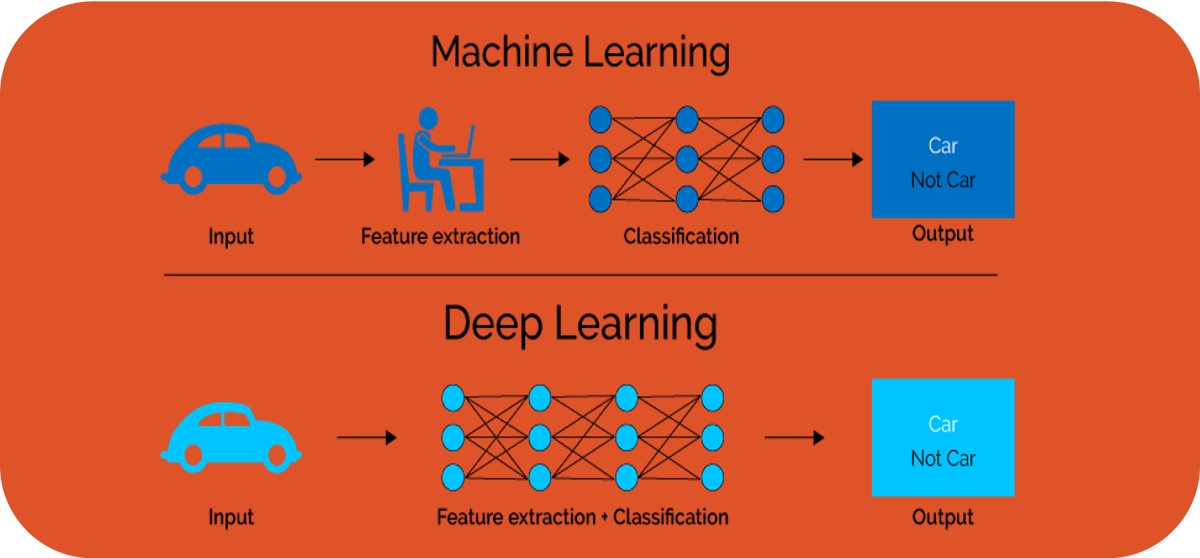 Machine Learning
Car
Not Car
Input
Feature extraction
Classification
Output
Deep Learning
Car
Not Car
Input
Feature extraction + Classification
Output